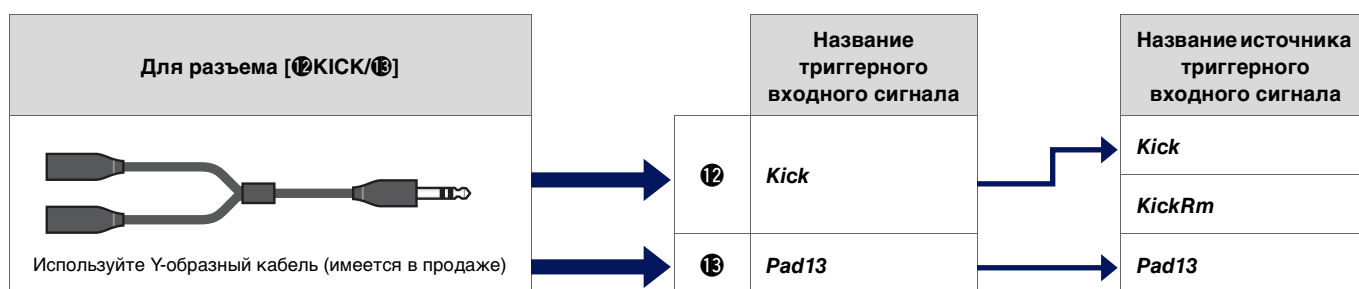 Для разъема [⓬KICK/⓭]
Название
триггерного
входного сигнала
Название источника
триггерного
входного сигнала
⓬
Kick
Kick
KickRm
Используйте Y-образный кабель (имеется в продаже)
⓭
Pad13
Pad13